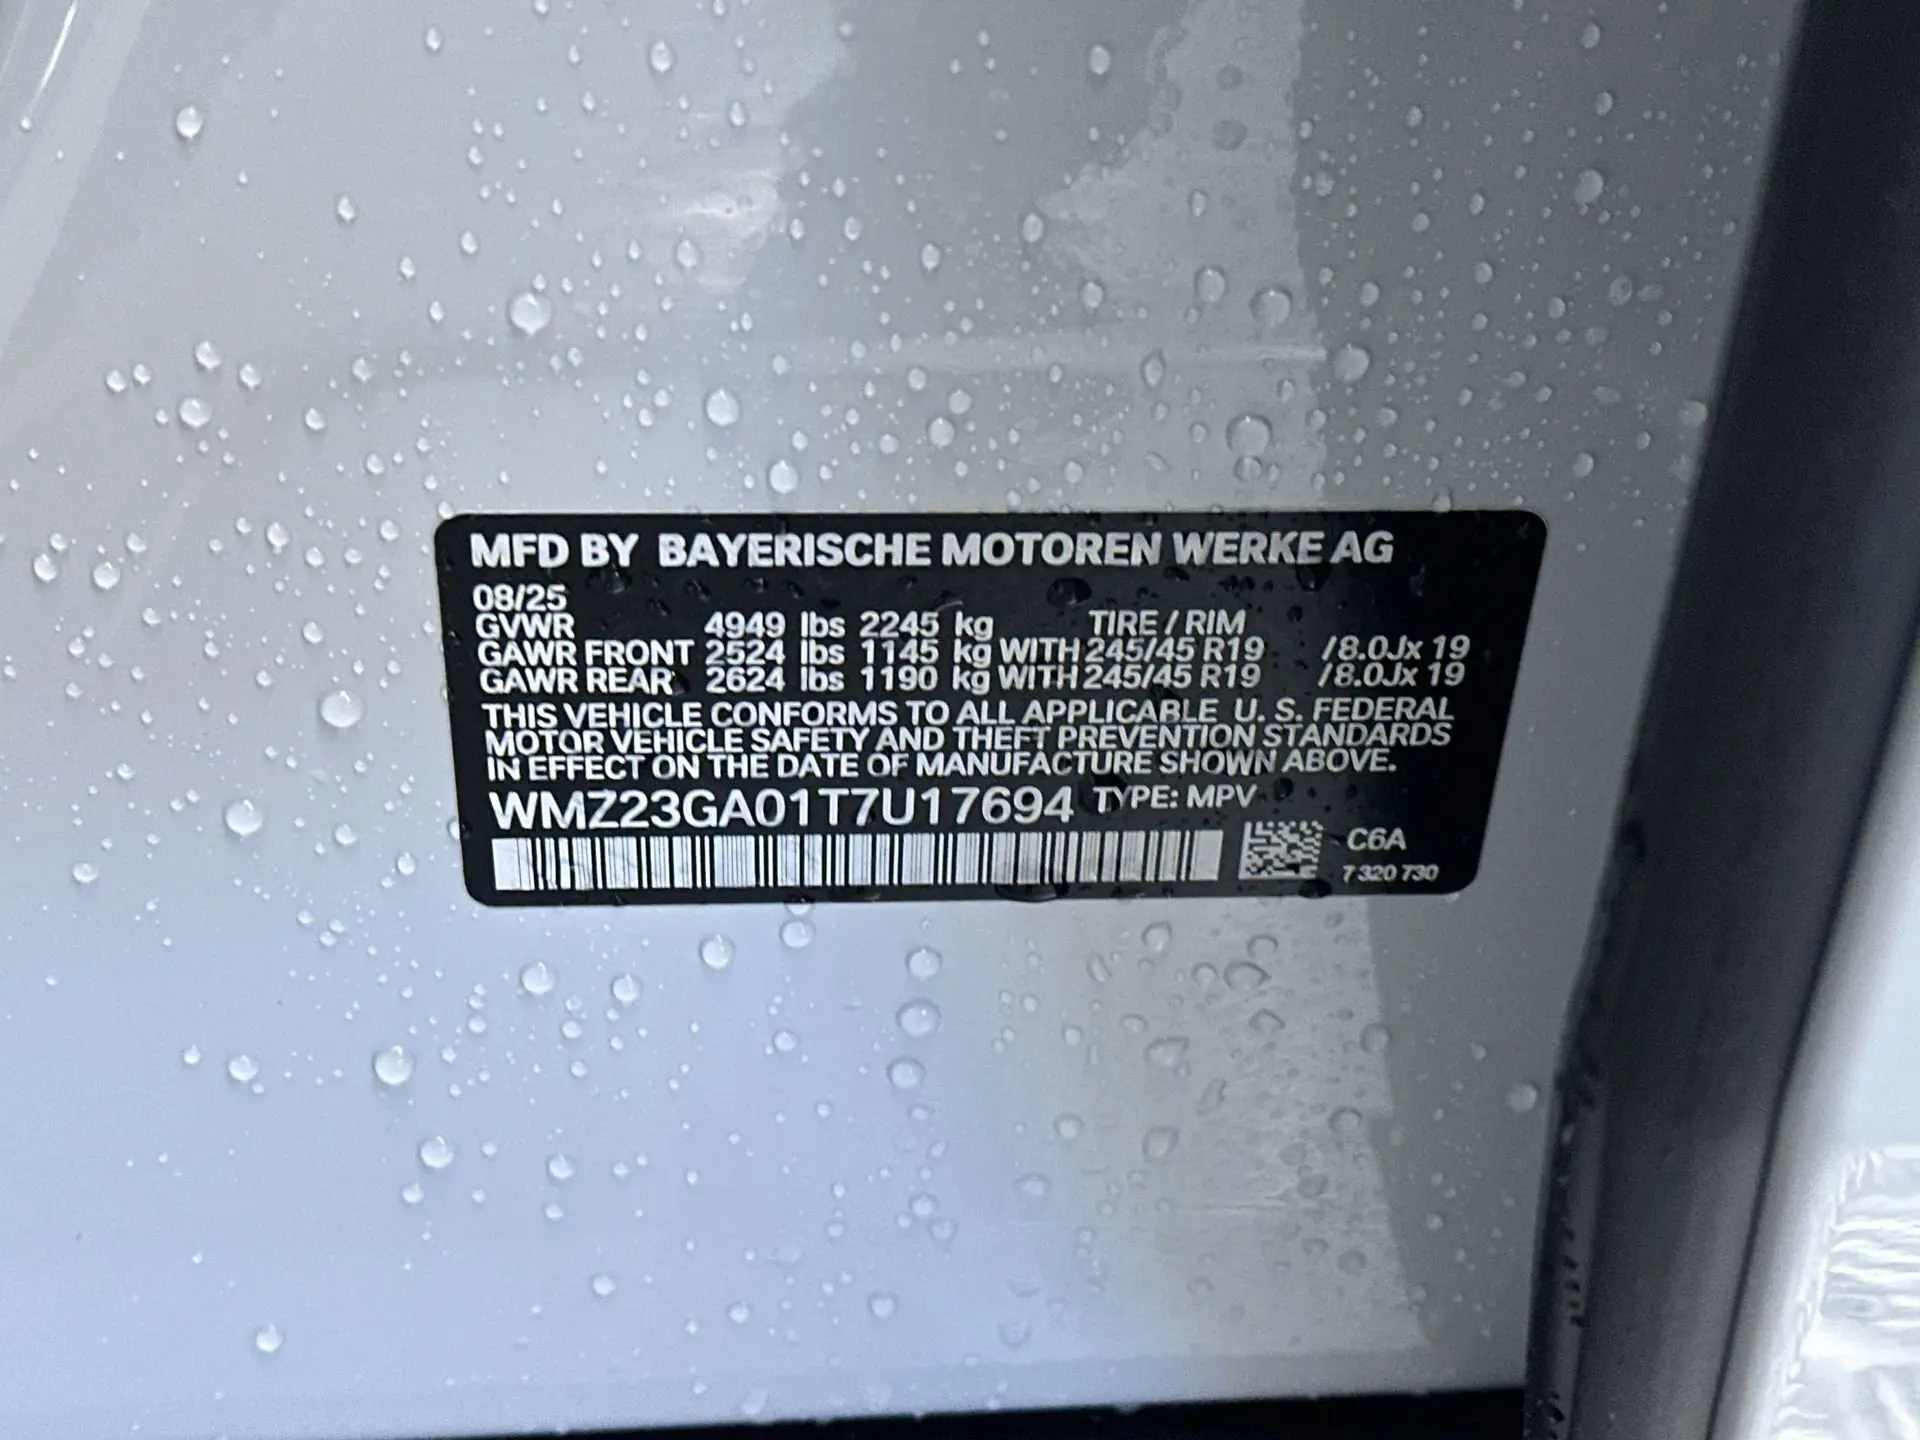 MFD BY BAYERISCHE MOTOREN WERKE AG
08/25
GVWR 4949 lbs 2245 kg TIRE / RIM
GAWR FRONT 2524 lbs 1145 kg WITH 245/45 R19 /8.0Jx 19
GAWR REAR 2624 lbs 1190 kg WITH 245/45 R19 /8.0Jx 19
THIS VEHICLE CONFORMS TO ALL APPLICABLE U. S. FEDERAL
MOTOR VEHICLE SAFETY AND THEFT PREVENTION STANDARDS
IN EFFECT ON THE DATE OF MANUFACTURE SHOWN ABOVE.
WMZ23GA01T7U17694 TYPE: MPV
C6A
7 320 730